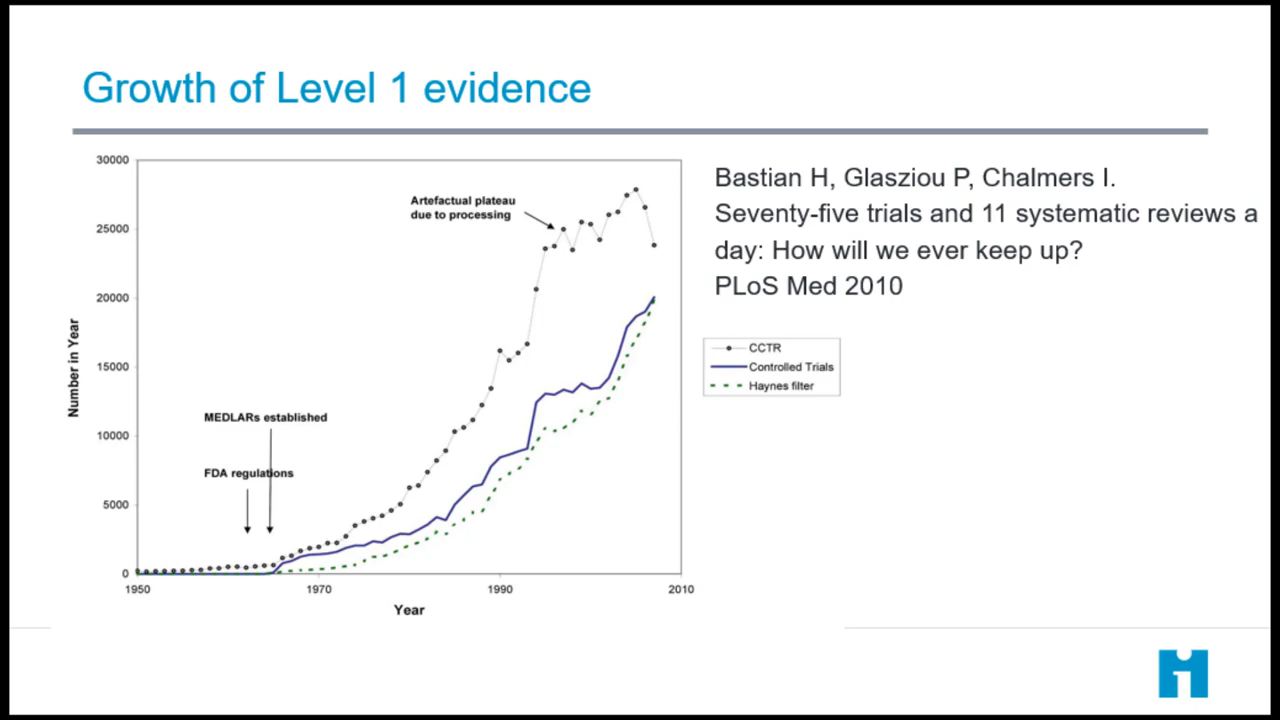 Growth of Level 1 evidence
30000
25000
20000
15000
10000
5000
0
Number in Year
Artefactual plateau
due to processing
MEDLARs established
FDA regulations
1950
1970
1990
2010
Year
Bastian H, Glasziou P, Chalmers I.
Seventy-five trials and 11 systematic reviews a
day: How will we ever keep up?
PLoS Med 2010
CCTR
Controlled Trials
Haynes filter